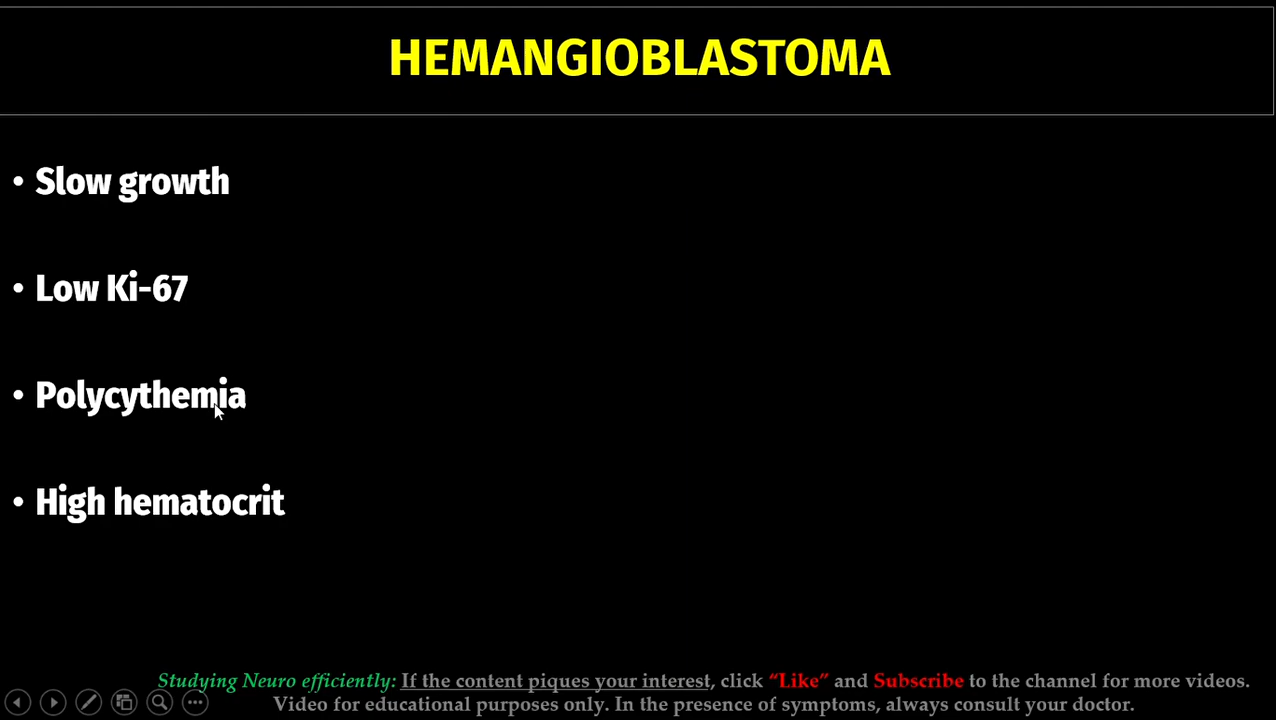 HEMANGIOBLASTOMA
• Slow growth
• Low Ki-67
• Polycythemia
• High hematocrit
Studying Neuro efficiently: If the content piques your interest, click “Like” and Subscribe to the channel for more videos.
Video for educational purposes only. In the presence of symptoms, always consult your doctor.